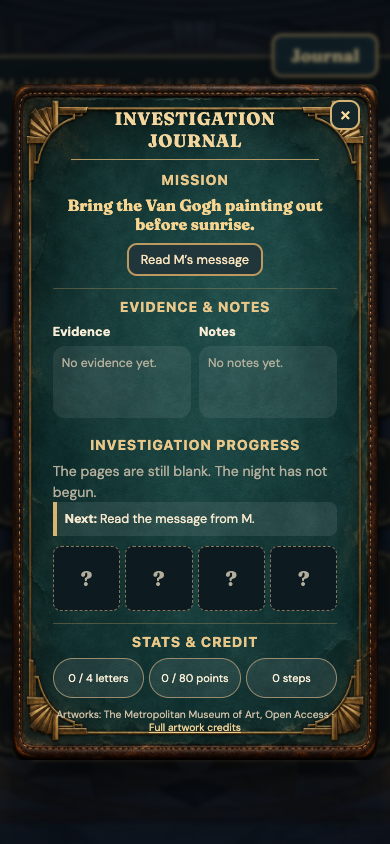 Journal
×
INVESTIGATION
JOURNAL
MISSION
Bring the Van Gogh painting out
before sunrise.
Read M's message
EVIDENCE & NOTES
Evidence
Notes
No evidence yet.
No notes yet.
INVESTIGATION PROGRESS
The pages are still blank. The night has not
begun.
Next: Read the message from M.
? ? ? ?
STATS & CREDIT
0 / 4 letters
0 / 80 points
0 steps
Artworks: The Metropolitan Museum of Art, Open Access ·
Full artwork credits